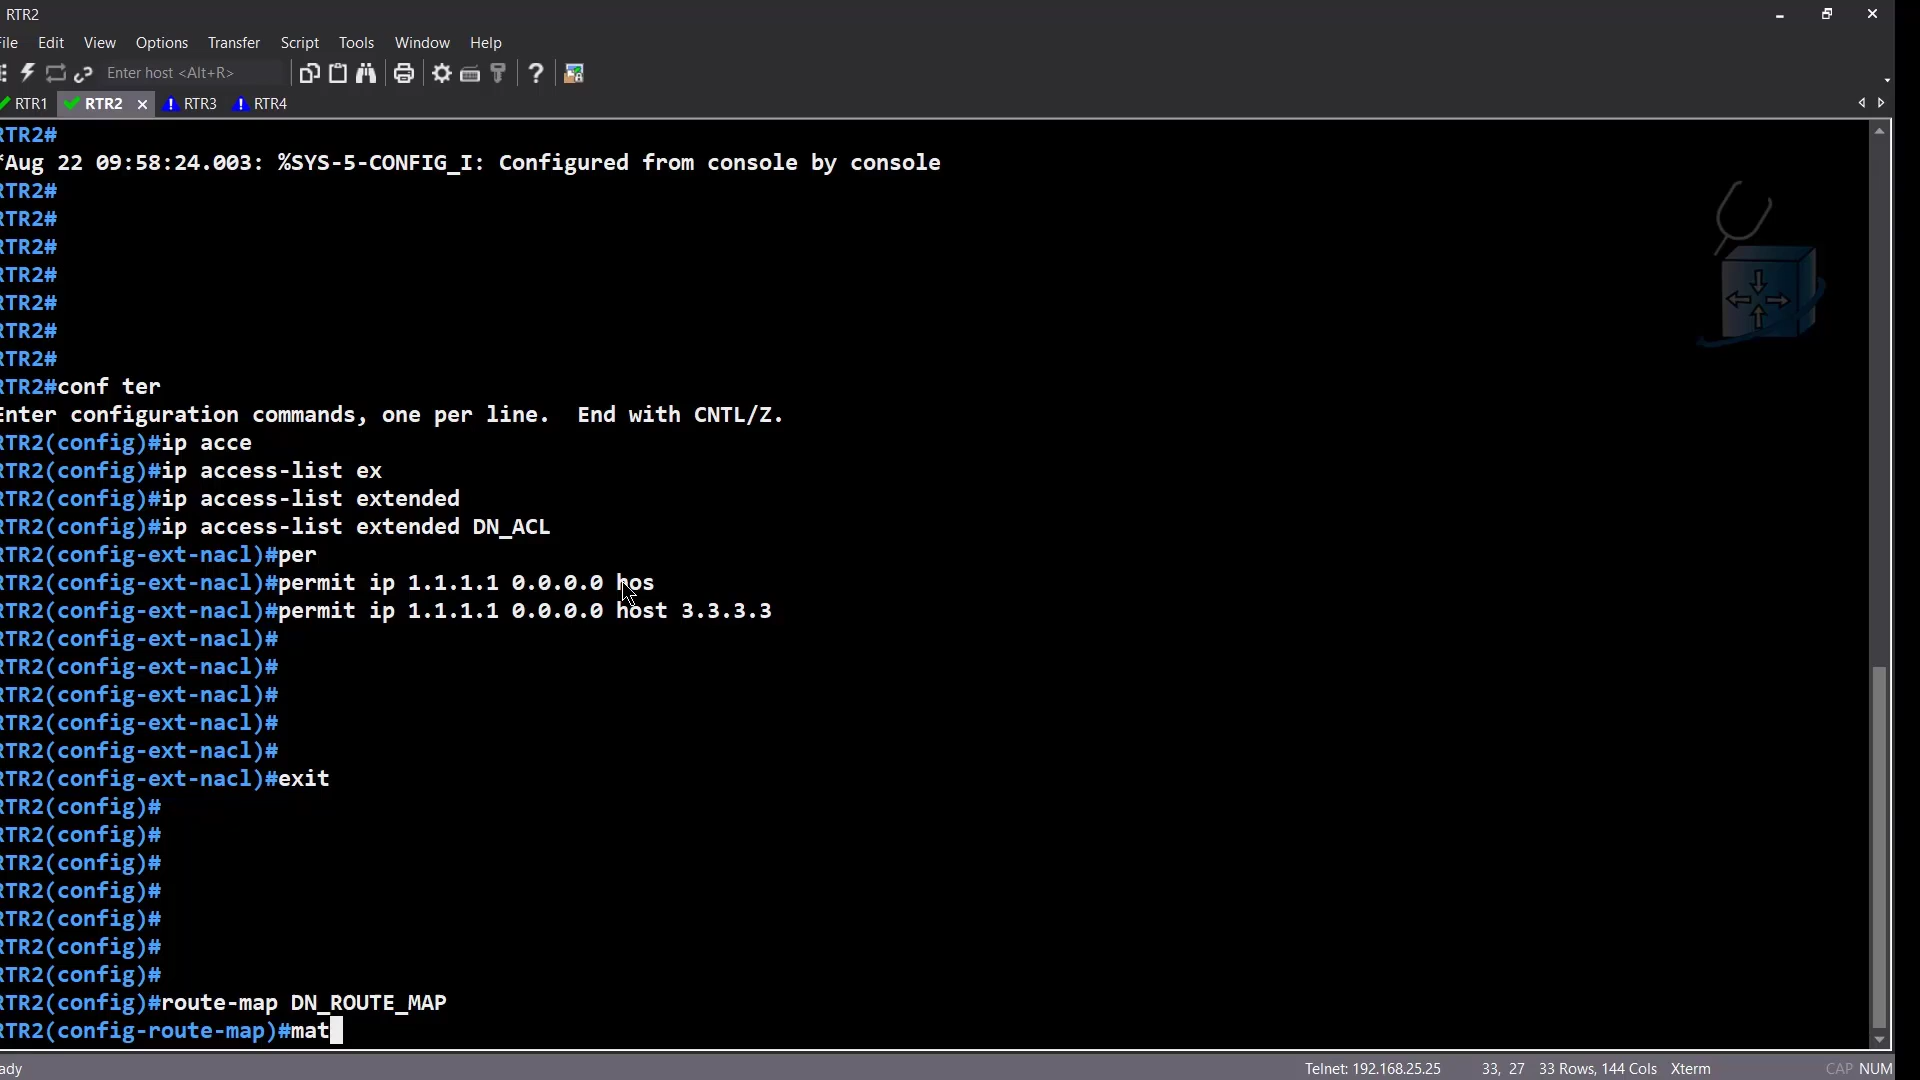 RTR2
File Edit View Options Transfer Script Tools Window Help
Enter host <Alt+R>
RTR1 RTR2 RTR3 RTR4
RTR2#
*Aug 22 09:58:24.003: %SYS-5-CONFIG_I: Configured from console by console
RTR2#
RTR2#
RTR2#
RTR2#
RTR2#
RTR2#
RTR2#
RTR2#conf ter
Enter configuration commands, one per line.  End with CNTL/Z.
RTR2(config)#ip acce
RTR2(config)#ip access-list ex
RTR2(config)#ip access-list extended
RTR2(config)#ip access-list extended DN_ACL
RTR2(config-ext-nacl)#per
RTR2(config-ext-nacl)#permit ip 1.1.1.1 0.0.0.0 hos
RTR2(config-ext-nacl)#permit ip 1.1.1.1 0.0.0.0 host 3.3.3.3
RTR2(config-ext-nacl)#
RTR2(config-ext-nacl)#
RTR2(config-ext-nacl)#
RTR2(config-ext-nacl)#
RTR2(config-ext-nacl)#
RTR2(config-ext-nacl)#exit
RTR2(config)#
RTR2(config)#
RTR2(config)#
RTR2(config)#
RTR2(config)#
RTR2(config)#
RTR2(config)#
RTR2(config)#route-map DN_ROUTE_MAP
RTR2(config-route-map)#mat
ady Telnet: 192.168.25.25 33, 27 33 Rows, 144 Cols Xterm CAP NUM